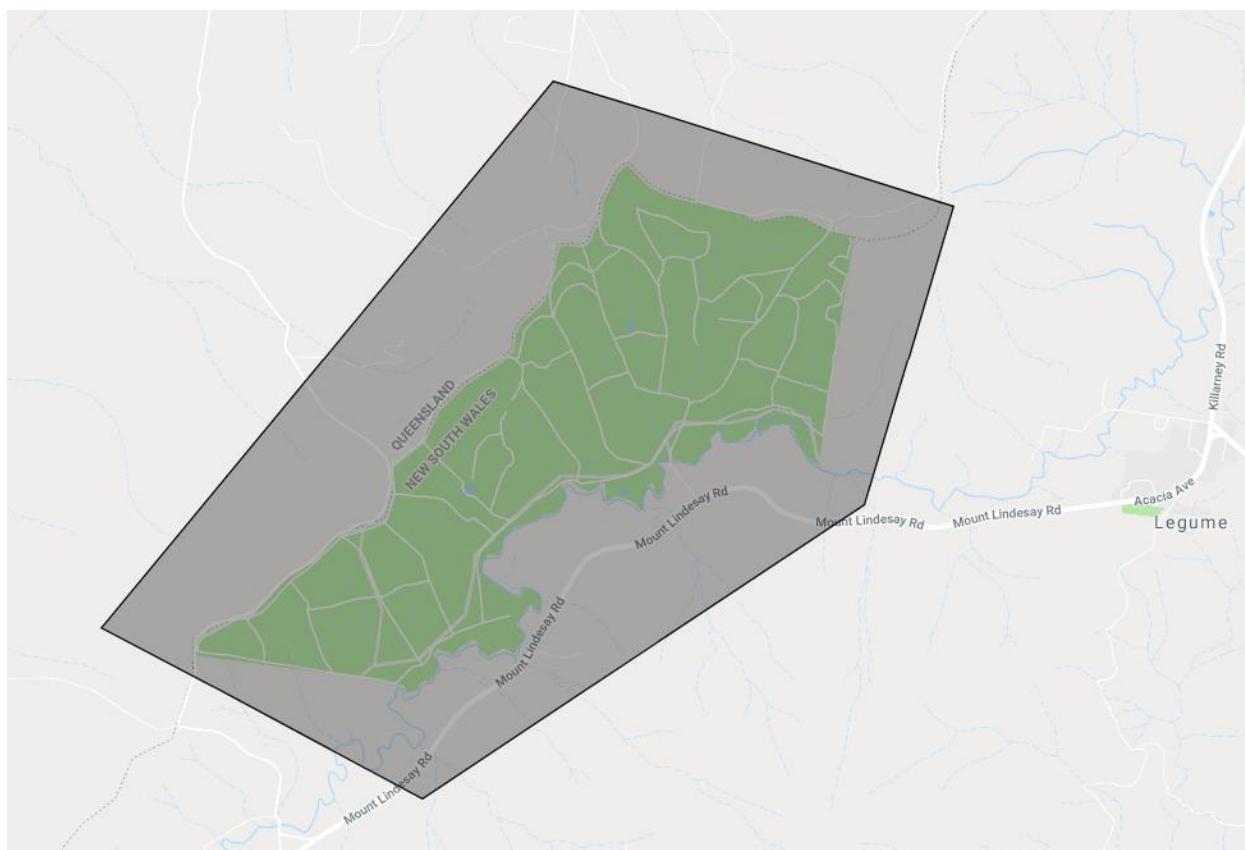 QUEENSLAND
NEW SOUTH WALES
Mount Lindesay Rd
Mount Lindesay Rd
Mount Lindesay Rd
Mount Lindesay Rd
Mount Lindesay Rd
Killarney Rd
Acacia Ave
Legume